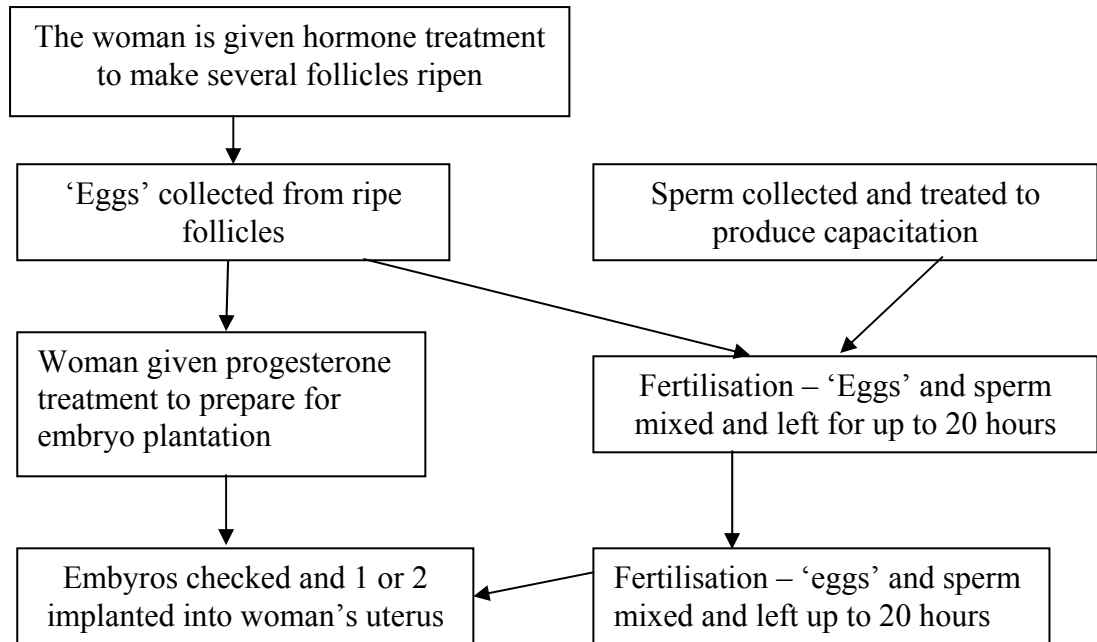 The woman is given hormone treatment
to make several follicles ripen
‘Eggs’ collected from ripe
follicles
Sperm collected and treated to
produce capacitation
Woman given progesterone
treatment to prepare for
embryo plantation
Fertilisation – ‘Eggs’ and sperm
mixed and left for up to 20 hours
Embyros checked and 1 or 2
implanted into woman’s uterus
Fertilisation – ‘eggs’ and sperm
mixed and left up to 20 hours